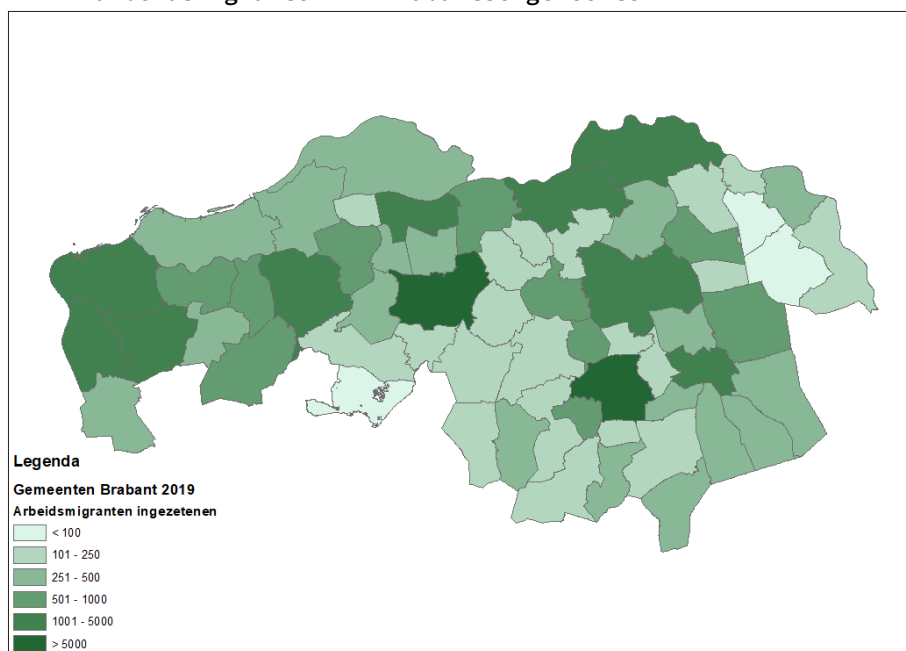 Legenda
Gemeenten Brabant 2019
Arbeidsmigranten ingezetenen
< 100
101 - 250
251 - 500
501 - 1000
1001 - 5000
> 5000